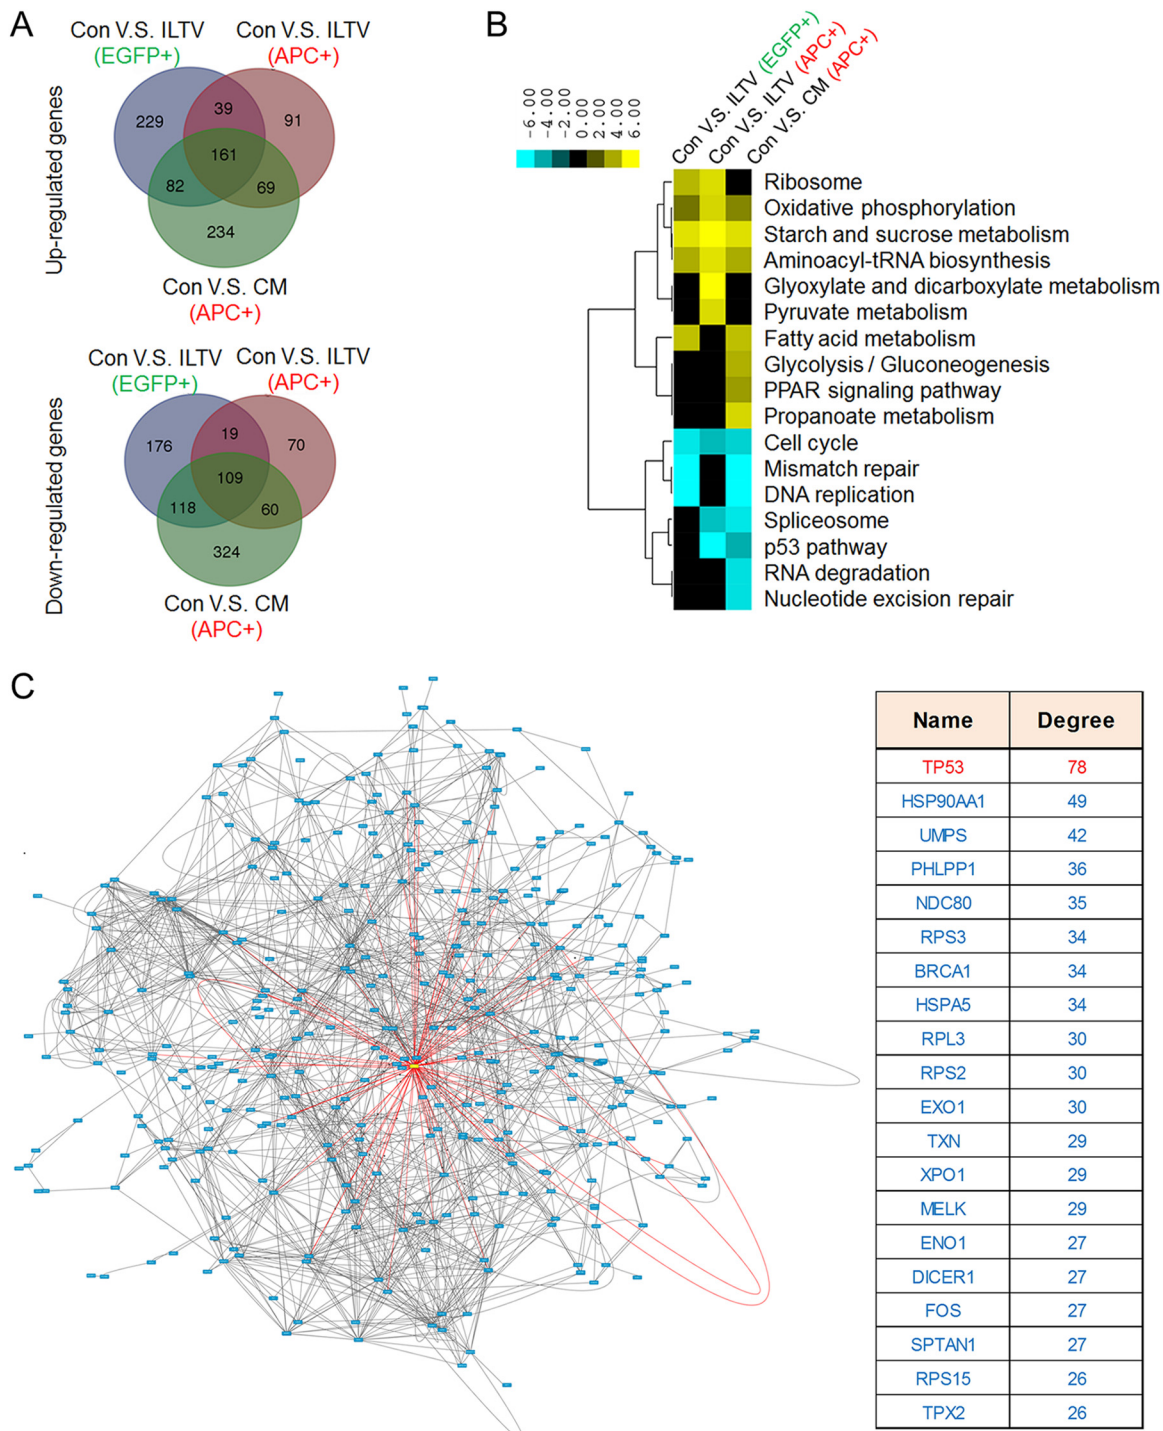 A
Con V.S. ILTV Con V.S. ILTV
(EGFP+) (APC+)
Up-regulated genes
229 39 91
161
82 69
234
Con V.S. CM
(APC+)
Con V.S. ILTV Con V.S. ILTV
(EGFP+) (APC+)
Down-regulated genes
176 19 70
109
118 60
324
Con V.S. CM
(APC+)
B
-6.00
-4.00
-2.00
0.00
2.00
4.00
6.00
Con V.S. ILTV (EGFP+)
Con V.S. ILTV (APC+)
Con V.S. CM (APC+)
Ribosome
Oxidative phosphorylation
Starch and sucrose metabolism
Aminoacyl-tRNA biosynthesis
Glyoxylate and dicarboxylate metabolism
Pyruvate metabolism
Fatty acid metabolism
Glycolysis / Gluconeogenesis
PPAR signaling pathway
Propanoate metabolism
Cell cycle
Mismatch repair
DNA replication
Spliceosome
p53 pathway
RNA degradation
Nucleotide excision repair
C
Name Degree
TP53 78
HSP90AA1 49
UMPS 42
PHLPP1 36
NDC80 35
RPS3 34
BRCA1 34
HSPA5 34
RPL3 30
RPS2 30
EXO1 30
TXN 29
XPO1 29
MELK 29
ENO1 27
DICER1 27
FOS 27
SPTAN1 27
RPS15 26
TPX2 26